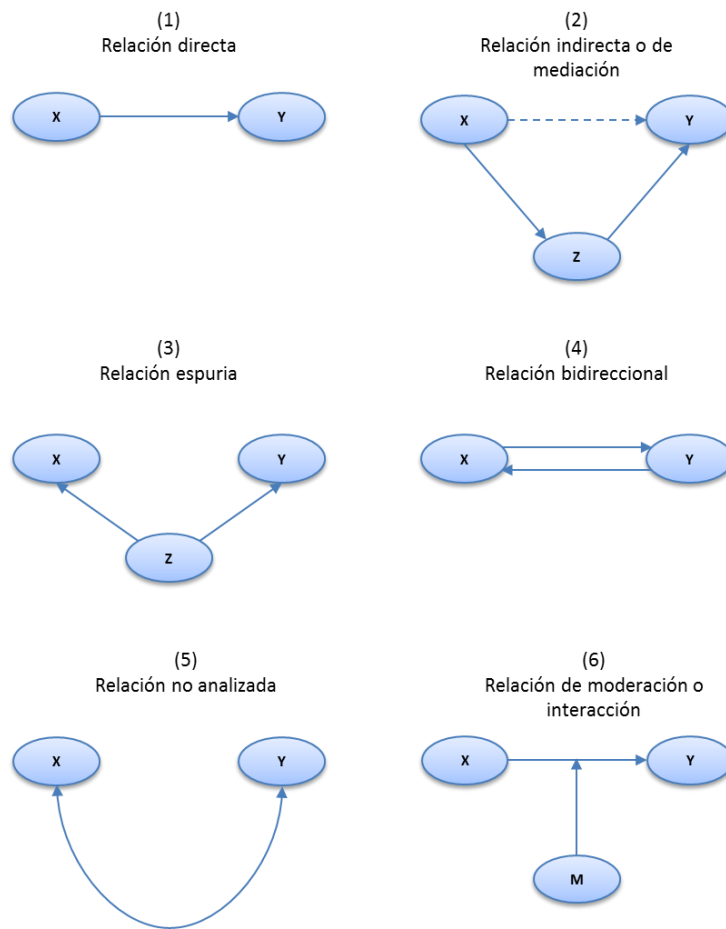 (1)
Relación directa
X
Y
(2)
Relación indirecta o de
mediación
X
Y
Z
(3)
Relación espuria
X
Y
Z
(4)
Relación bidireccional
X
Y
(5)
Relación no analizada
X
Y
(6)
Relación de moderación o
interacción
X
Y
M